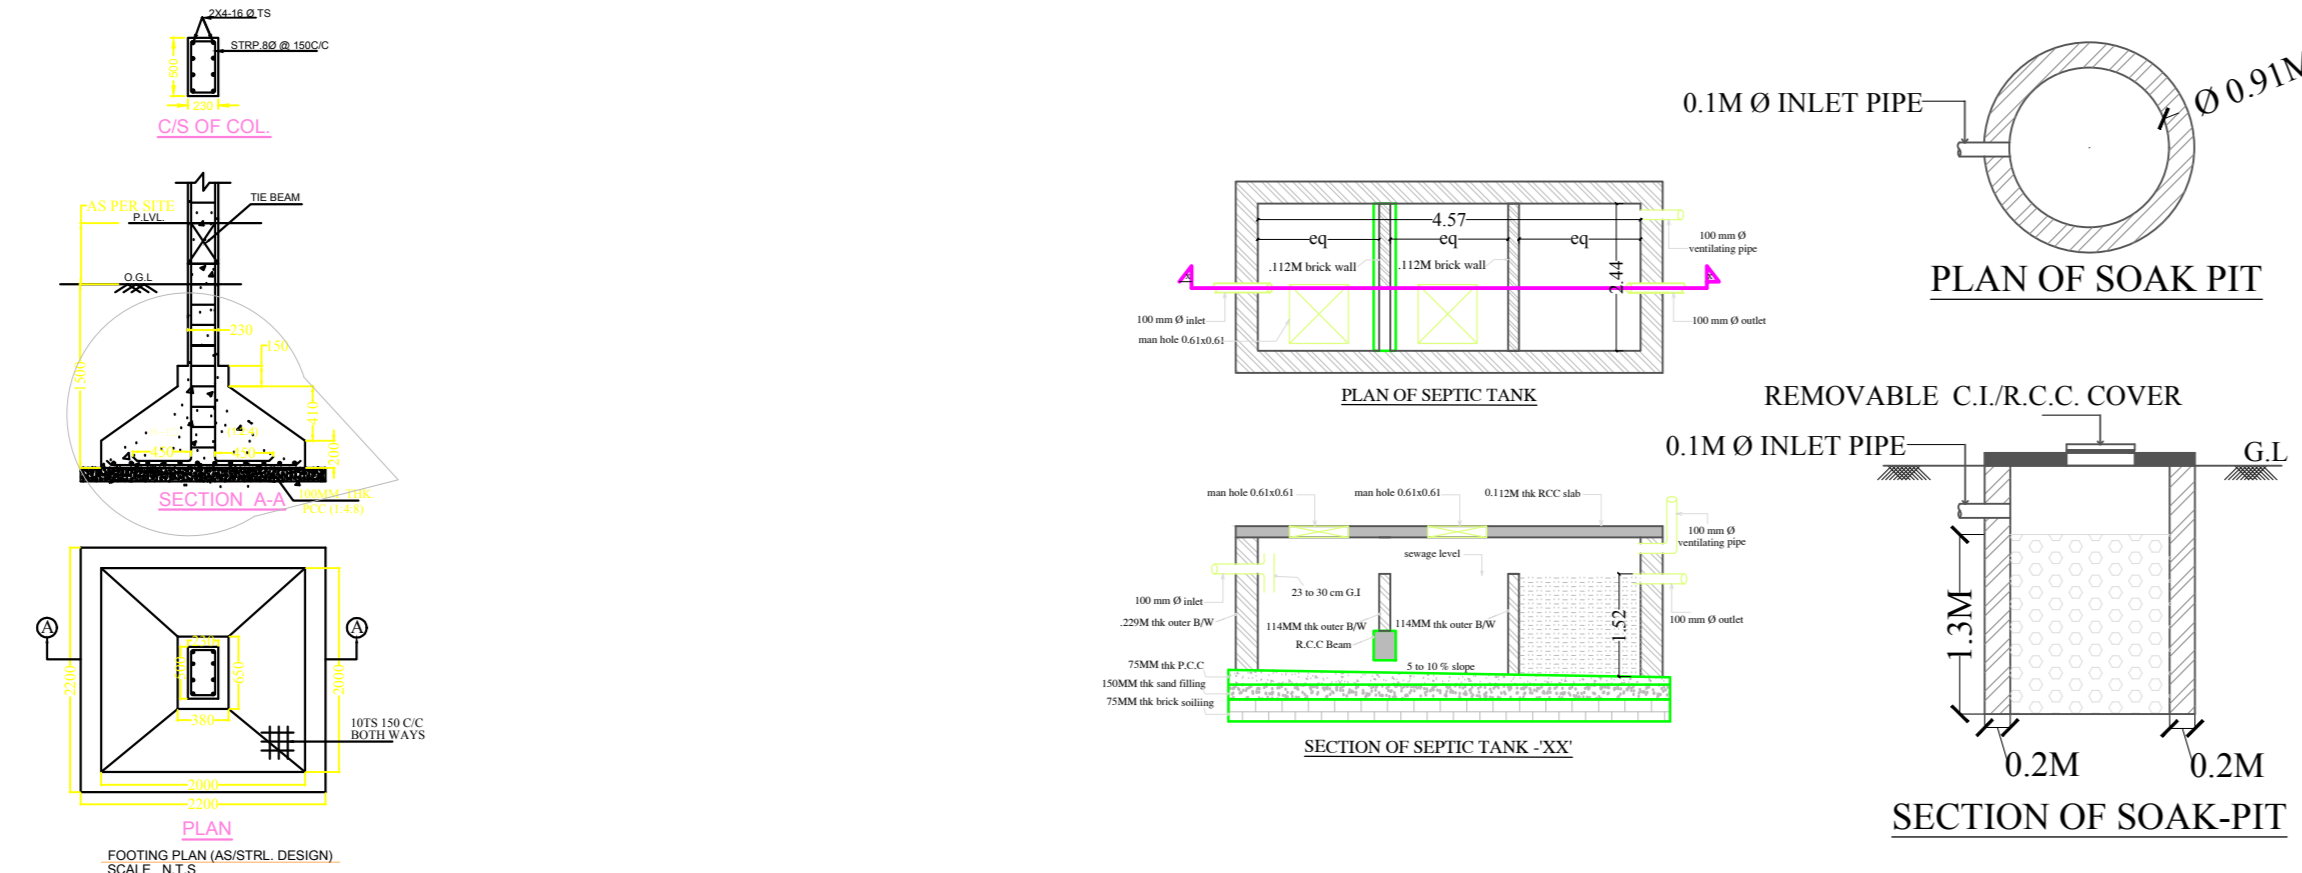 2X4-16 Ø TS
STRP.8Ø @ 150C/C
500
230
C/S OF COL.
AS PER SITE
P.LVL.
TIE BEAM
O.G.L
230
150
1500
410
200
450
450
SECTION A-A
100MM THK
PCC (1:4:8)
A
A
230
500
650
380
2000
2200
2000
2200
10TS 150 C/C
BOTH WAYS
PLAN
FOOTING PLAN (AS/STRL. DESIGN)
SCALE N.T.S
4.57
eq
eq
eq
.112M brick wall
.112M brick wall
2.44
100 mm Ø
ventilating pipe
100 mm Ø inlet
man hole 0.61x0.61
100 mm Ø outlet
PLAN OF SEPTIC TANK
man hole 0.61x0.61
man hole 0.61x0.61
0.112M thk RCC slab
100 mm Ø
ventilating pipe
sewage level
23 to 30 cm G.I
100 mm Ø inlet
.229M thk outer B/W
114MM thk outer B/W
114MM thk outer B/W
R.C.C Beam
1.52
100 mm Ø outlet
75MM thk P.C.C
5 to 10 % slope
150MM thk sand filling
75MM thk brick soiliing
SECTION OF SEPTIC TANK -'XX'
0.1M Ø INLET PIPE
Ø 0.91M
PLAN OF SOAK PIT
REMOVABLE C.I./R.C.C. COVER
0.1M Ø INLET PIPE
G.L
1.3M
0.2M
0.2M
SECTION OF SOAK-PIT